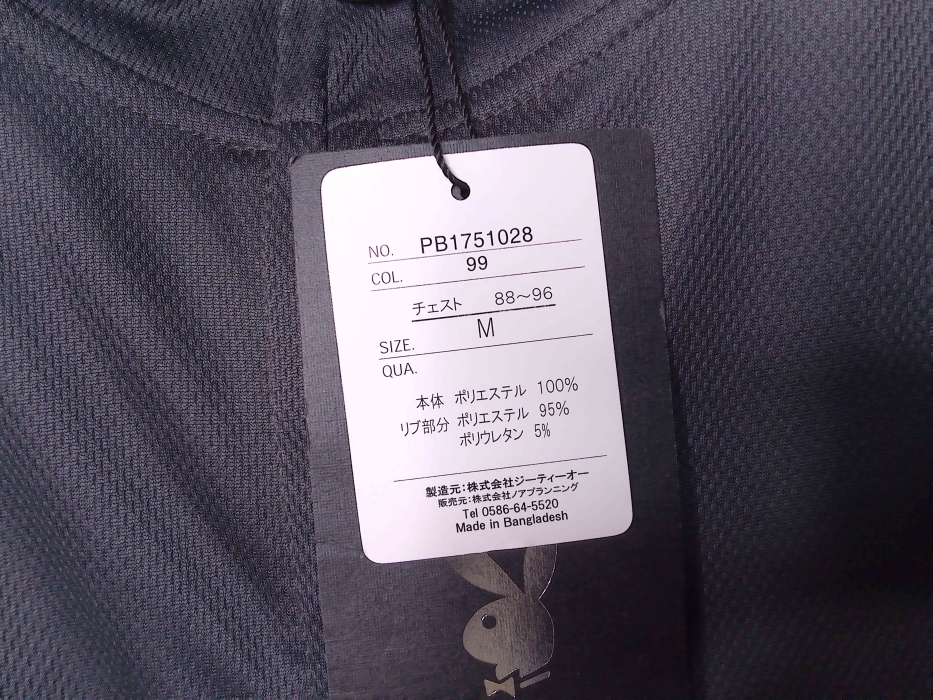 NO. PB1751028
COL. 99
チェスト 88～96
SIZE. M
QUA.
本体 ポリエステル 100%
リブ部分 ポリエステル 95%
ポリウレタン 5%
製造元：株式会社ジーティーオー
販売元：株式会社ノアプランニング
Tel 0586-64-5520
Made in Bangladesh